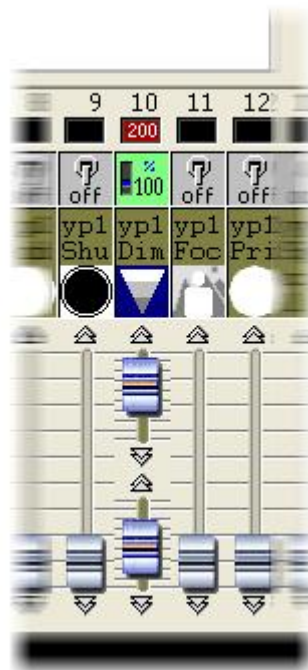 9 10 11 12
200
off % 100 off off
yp1 yp1 yp1 yp1
Shu Dim Foc Pri